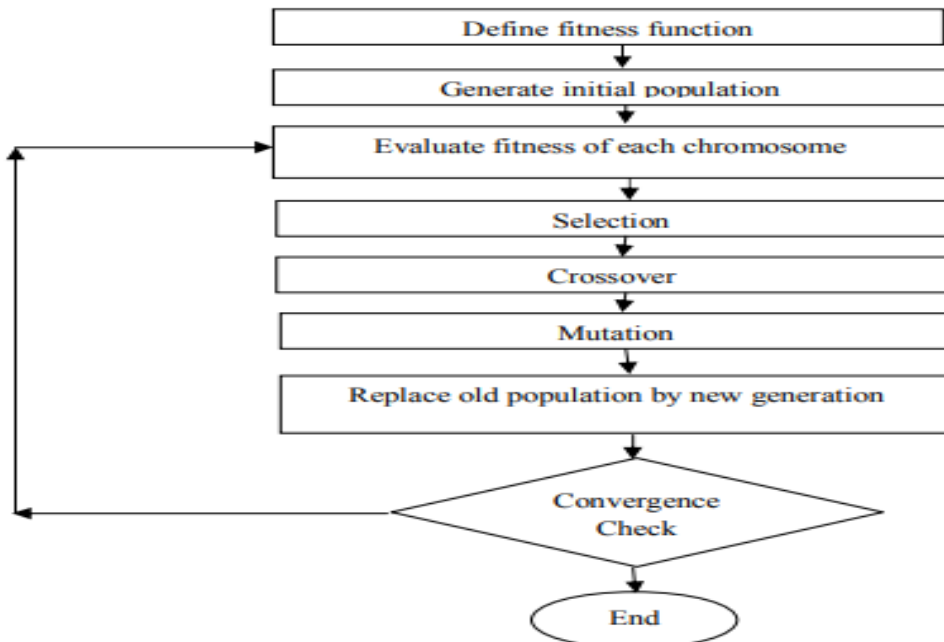 Define fitness function
Generate initial population
Evaluate fitness of each chromosome
Selection
Crossover
Mutation
Replace old population by new generation
Convergence
Check
End